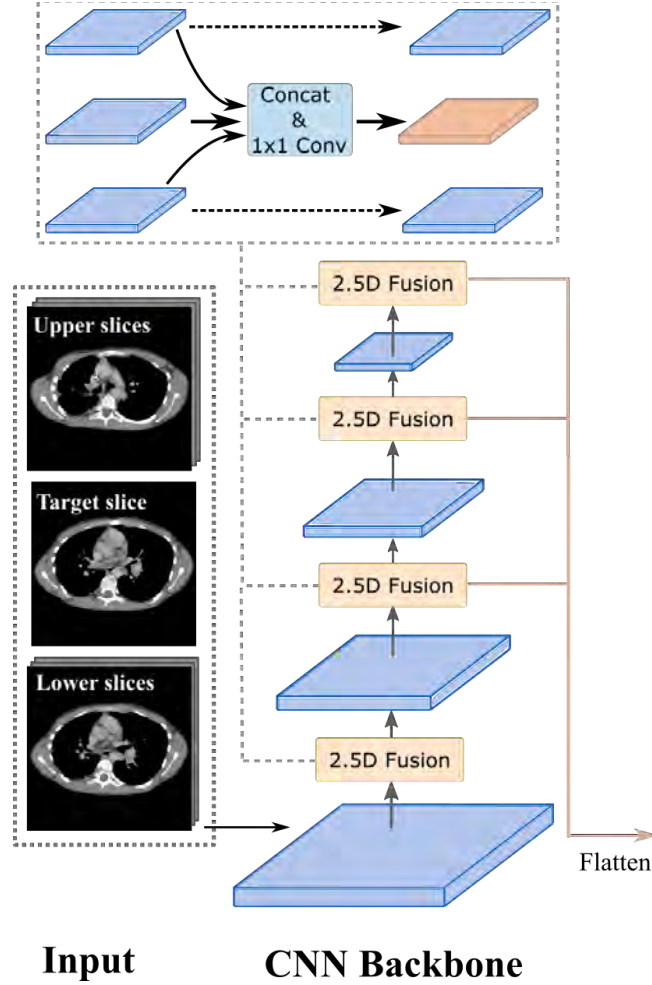 Concat
&
1x1 Conv
2.5D Fusion
Upper slices
2.5D Fusion
Target slice
2.5D Fusion
Lower slices
2.5D Fusion
Flatten
Input
CNN Backbone